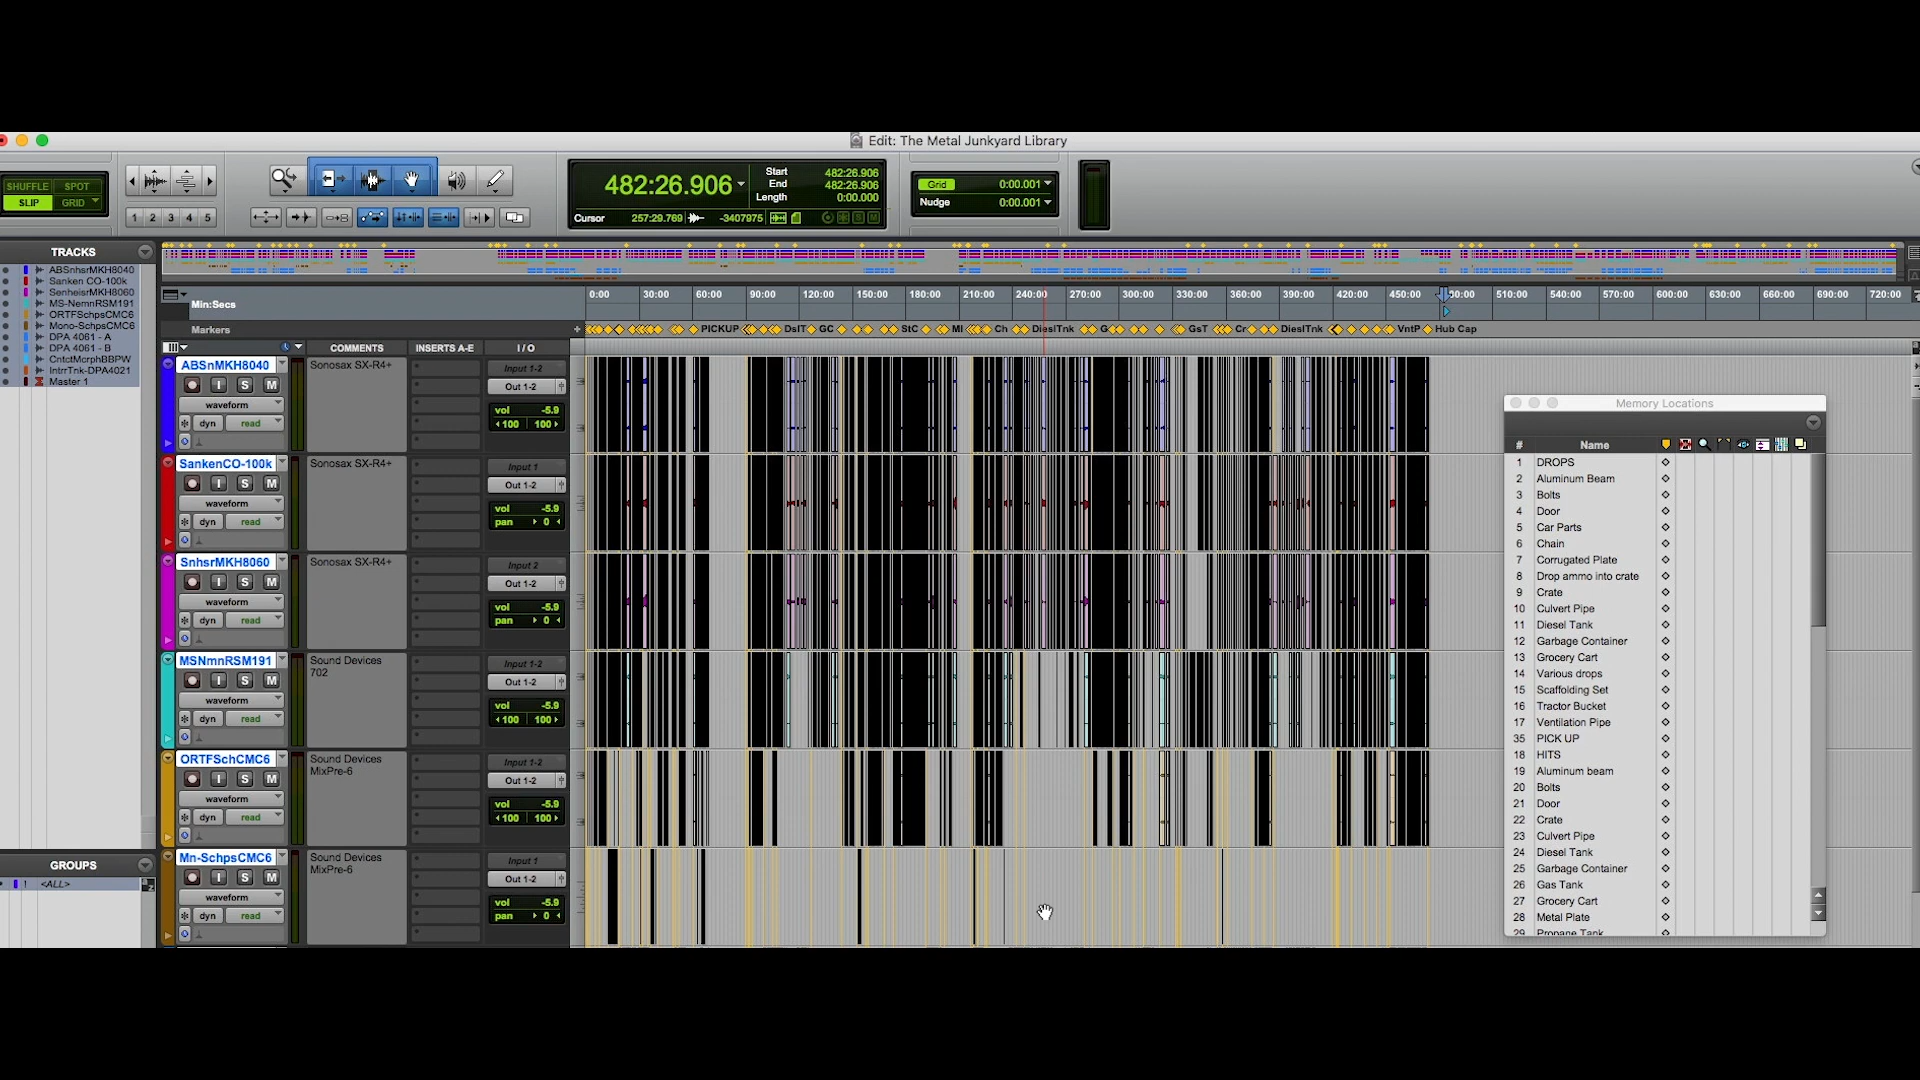 Edit: The Metal Junkyard Library
SHUFFLE SPOT
SLIP GRID
1 2 3 4 5
482:26.906
Start 482:26.906
End 482:26.906
Length 0:00.000
Cursor 257:29.769 -3407975
Grid 0:00.001
Nudge 0:00.001
TRACKS
ABSnhsrMKH8040
Sanken CO-100k
SenheisrMKH8060
MS-NemnRSM191
ORTFSchpsCMC6
Mono-SchpsCMC6
DPA 4061 - A
DPA 4061 - B
CntctMcrphBBPW
IntrrTnk-DPA4021
Master 1
GROUPS
1 <ALL>
Min:Secs
0:00 30:00 60:00 90:00 120:00 150:00 180:00 210:00 240:00 270:00 300:00 330:00 360:00 390:00 420:00 450:00 510:00 540:00 570:00 600:00 630:00 660:00 690:00 720:00
Markers
PICKUP DslT GC StC MI Ch DieslTnk G GsT Cr DieslTnk VntP Hub Cap
COMMENTS INSERTS A-E I/O
ABSnMKH8040 Sonosax SX-R4+ Input 1-2
I S M Out 1-2
waveform vol -5.9
dyn read 100 100
SankenCO-100k Sonosax SX-R4+ Input 1
I S M Out 1-2
waveform vol -5.9
dyn read pan 0
SnhsrMKH8060 Sonosax SX-R4+ Input 2
I S M Out 1-2
waveform vol -5.9
dyn read pan 0
MSNmnRSM191 Sound Devices 702 Input 1-2
I S M Out 1-2
waveform vol -5.9
dyn read 100 100
ORTFSchCMC6 Sound Devices MixPre-6 Input 1-2
I S M Out 1-2
waveform vol -5.9
dyn read 100 100
Mn-SchpsCMC6 Sound Devices MixPre-6 Input 1
I S M Out 1-2
waveform vol -5.9
dyn read pan 0
Memory Locations
# Name
1 DROPS
2 Aluminum Beam
3 Bolts
4 Door
5 Car Parts
6 Chain
7 Corrugated Plate
8 Drop ammo into crate
9 Crate
10 Culvert Pipe
11 Diesel Tank
12 Garbage Container
13 Grocery Cart
14 Various drops
15 Scaffolding Set
16 Tractor Bucket
17 Ventilation Pipe
35 PICK UP
18 HITS
19 Aluminum beam
20 Bolts
21 Door
22 Crate
23 Culvert Pipe
24 Diesel Tank
25 Garbage Container
26 Gas Tank
27 Grocery Cart
28 Metal Plate
29 Propane Tank